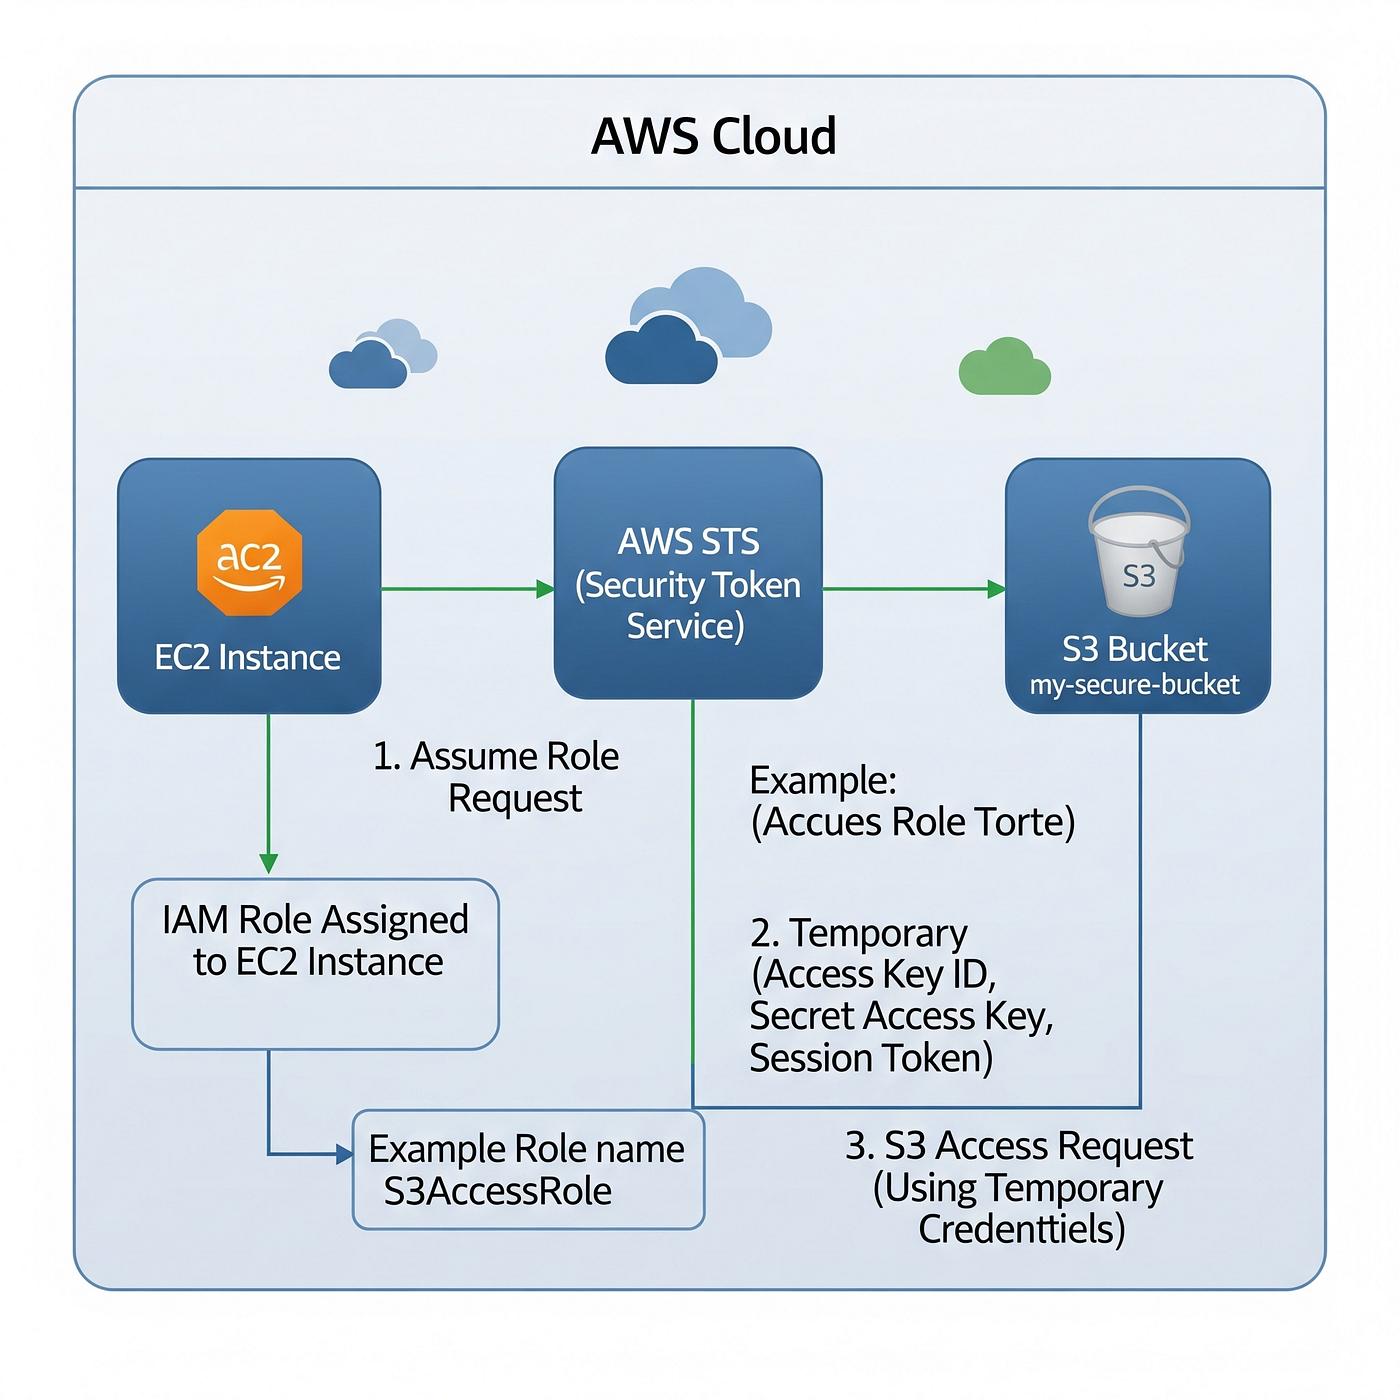 AWS Cloud
ac2
EC2 Instance
AWS STS
(Security Token
Service)
S3
S3 Bucket
my-secure-bucket
1. Assume Role
Request
Example:
(Accues Role Torte)
IAM Role Assigned
to EC2 Instance
2. Temporary
(Access Key ID,
Secret Access Key,
Session Token)
Example Role name
S3AccessRole
3. S3 Access Request
(Using Temporary
Credenttiels)